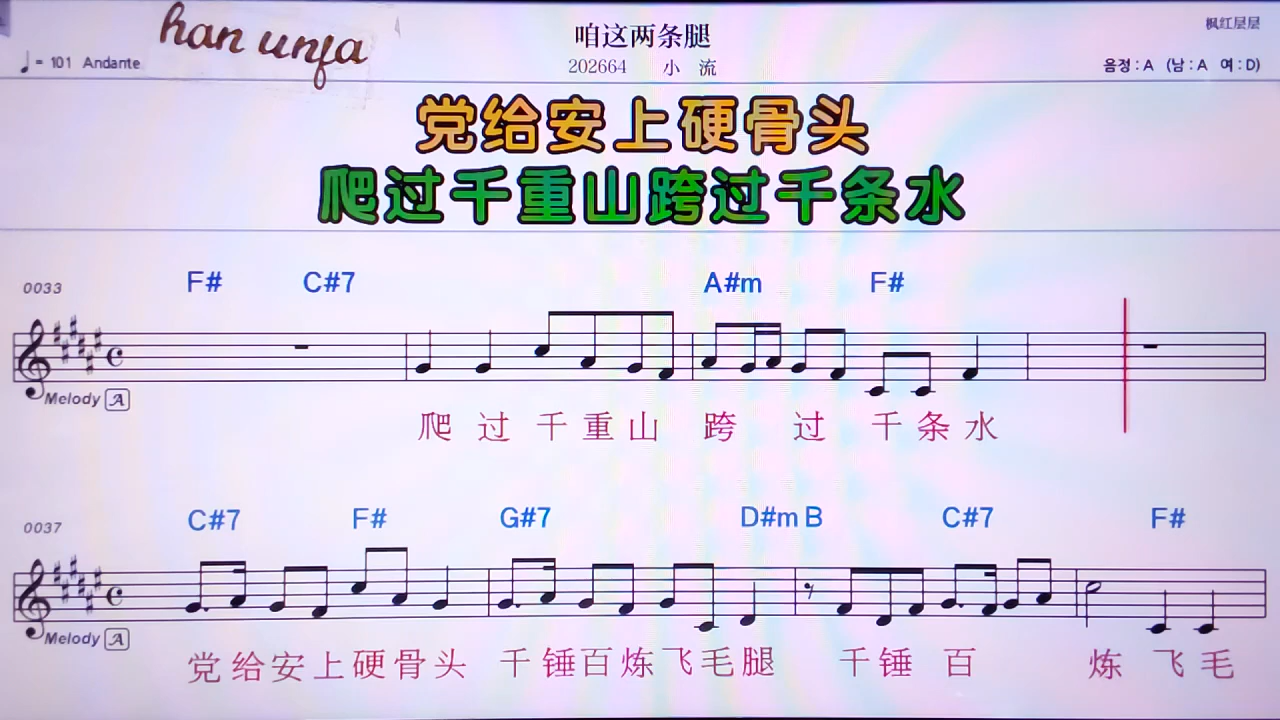 han unfa
咱这两条腿
枫红层层
♩= 101 Andante
202664 小 流
음정 : A (남 : A 여 : D)
党给安上硬骨头
爬过千重山跨过千条水
0033
F# C#7 A#m F#
Melody A
爬 过 千 重 山 跨 过 千 条 水
0037
C#7 F# G#7 D#m B C#7 F#
Melody A
党 给 安 上 硬 骨 头 千 锤 百 炼 飞 毛 腿 千 锤 百 炼 飞 毛